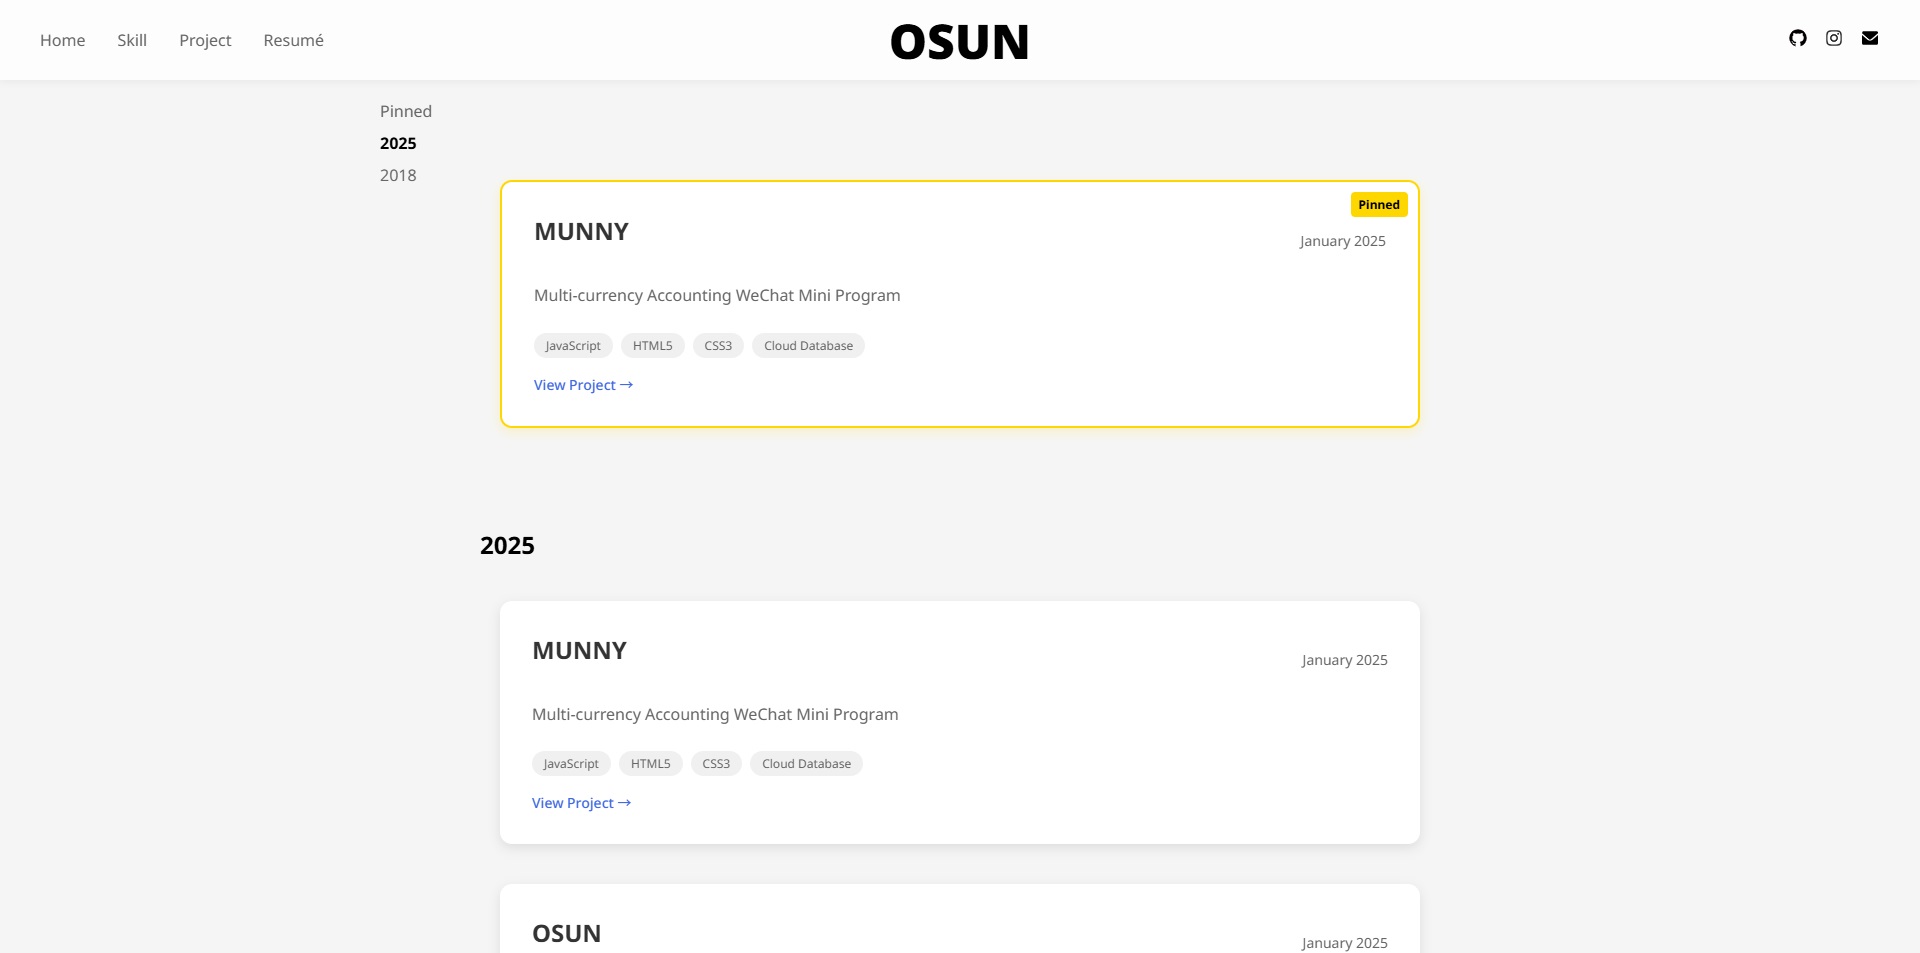 Home Skill Project Resumé
OSUN
Pinned
2025
2018
Pinned
MUNNY
January 2025
Multi-currency Accounting WeChat Mini Program
JavaScript HTML5 CSS3 Cloud Database
View Project →
2025
MUNNY
January 2025
Multi-currency Accounting WeChat Mini Program
JavaScript HTML5 CSS3 Cloud Database
View Project →
OSUN
January 2025